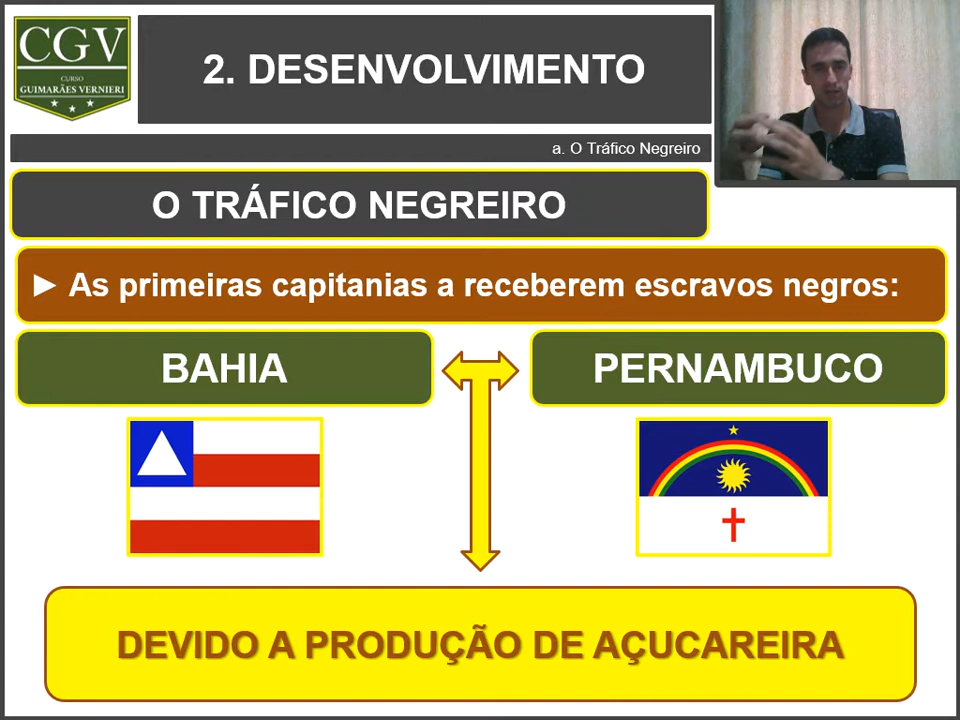 CGV
CURSO
GUIMARÃES VERNIERI
2. DESENVOLVIMENTO
a. O Tráfico Negreiro
O TRÁFICO NEGREIRO
► As primeiras capitanias a receberem escravos negros:
BAHIA
PERNAMBUCO
DEVIDO A PRODUÇÃO DE AÇUCAREIRA